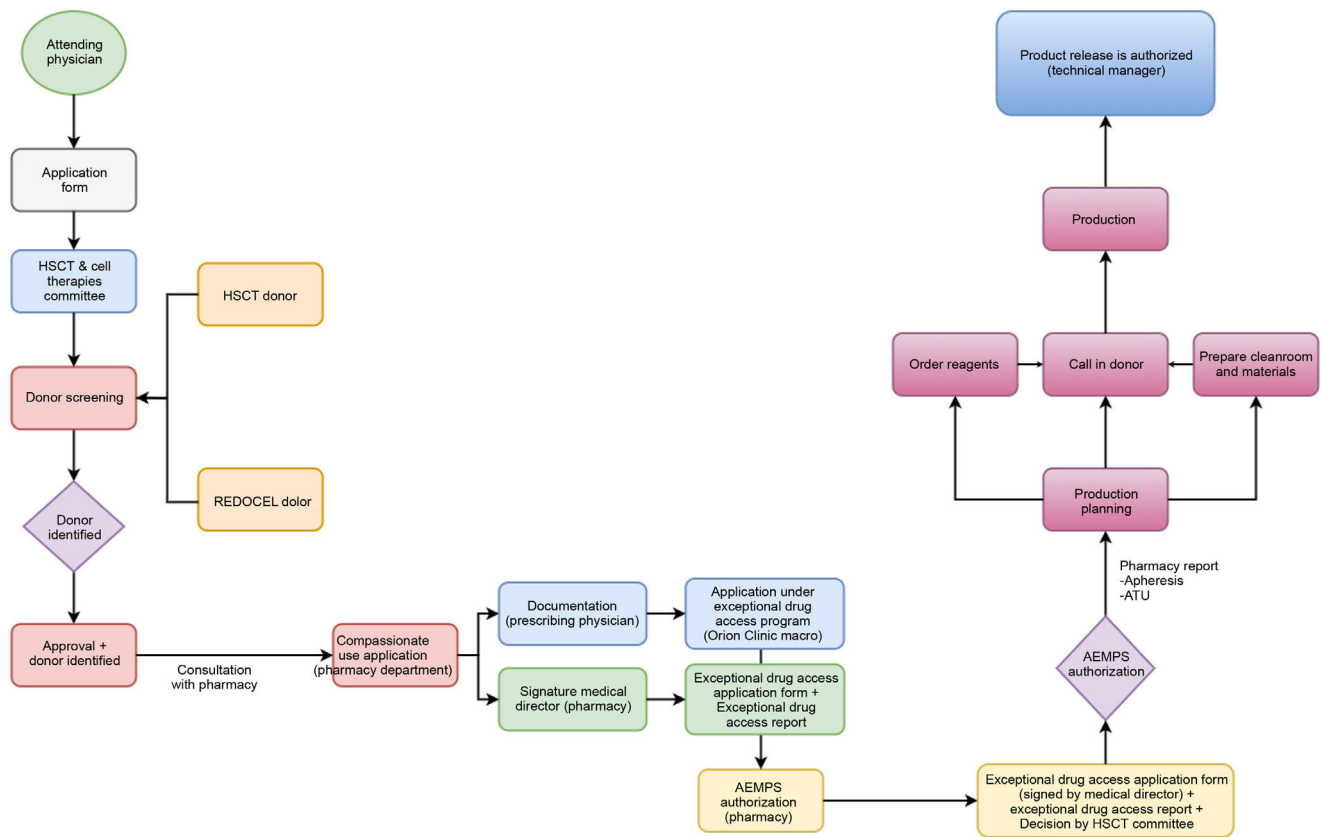 Attending
physician
Application
form
HSCT & cell
therapies
committee
HSCT donor
Donor screening
REDOCEL dolor
Donor
identified
Approval +
donor identified
Consultation
with pharmacy
Compassionate
use application
(pharmacy department)
Documentation
(prescribing physician)
Application under
exceptional drug
access program
(Orion Clinic macro)
Signature medical
director (pharmacy)
Exceptional drug access
application form +
Exceptional drug
access report
AEMPS
authorization
(pharmacy)
Exceptional drug access application form
(signed by medical director) +
exceptional drug access report +
Decision by HSCT committee
AEMPS
authorization
Pharmacy report
-Apheresis
-ATU
Production
planning
Order reagents
Call in donor
Prepare cleanroom
and materials
Production
Product release is authorized
(technical manager)